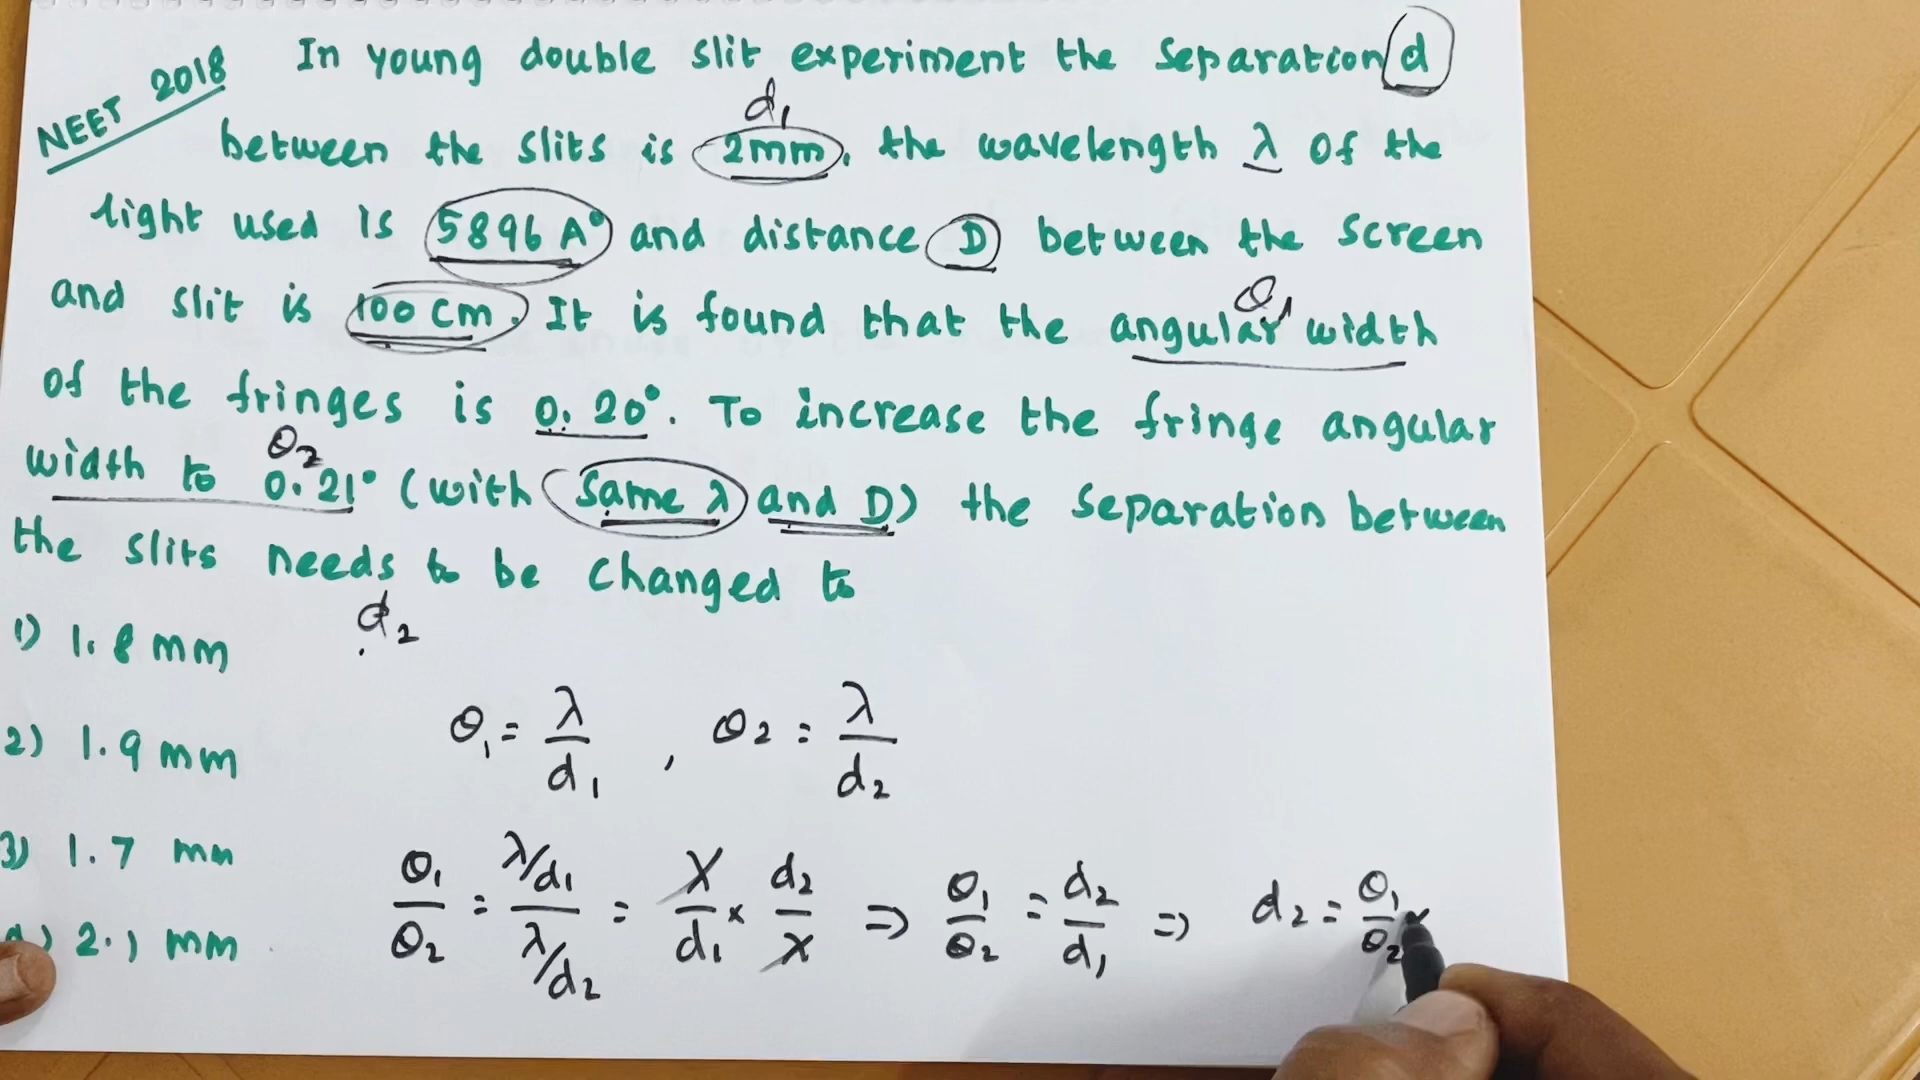 NEET 2018
In young double slit experiment the separation d
d₁
between the slits is 2mm. the wavelength λ of the
light used is 5896 A° and distance D between the screen
θ₁
and slit is 100 cm. It is found that the angular width
of the fringes is 0.20°. To increase the fringe angular
θ₂
width to 0.21° (with same λ and D) the separation between
the slits needs to be changed to
d₂
1) 1.8 mm
θ₁ = λ/d₁ , θ₂ = λ/d₂
2) 1.9 mm
3) 1.7 mm
θ₁/θ₂ = λ/d₁ / λ/d₂ = λ/d₁ × d₂/λ ⇒ θ₁/θ₂ = d₂/d₁ ⇒ d₂ = θ₁/θ₂ ×
) 2.1 mm